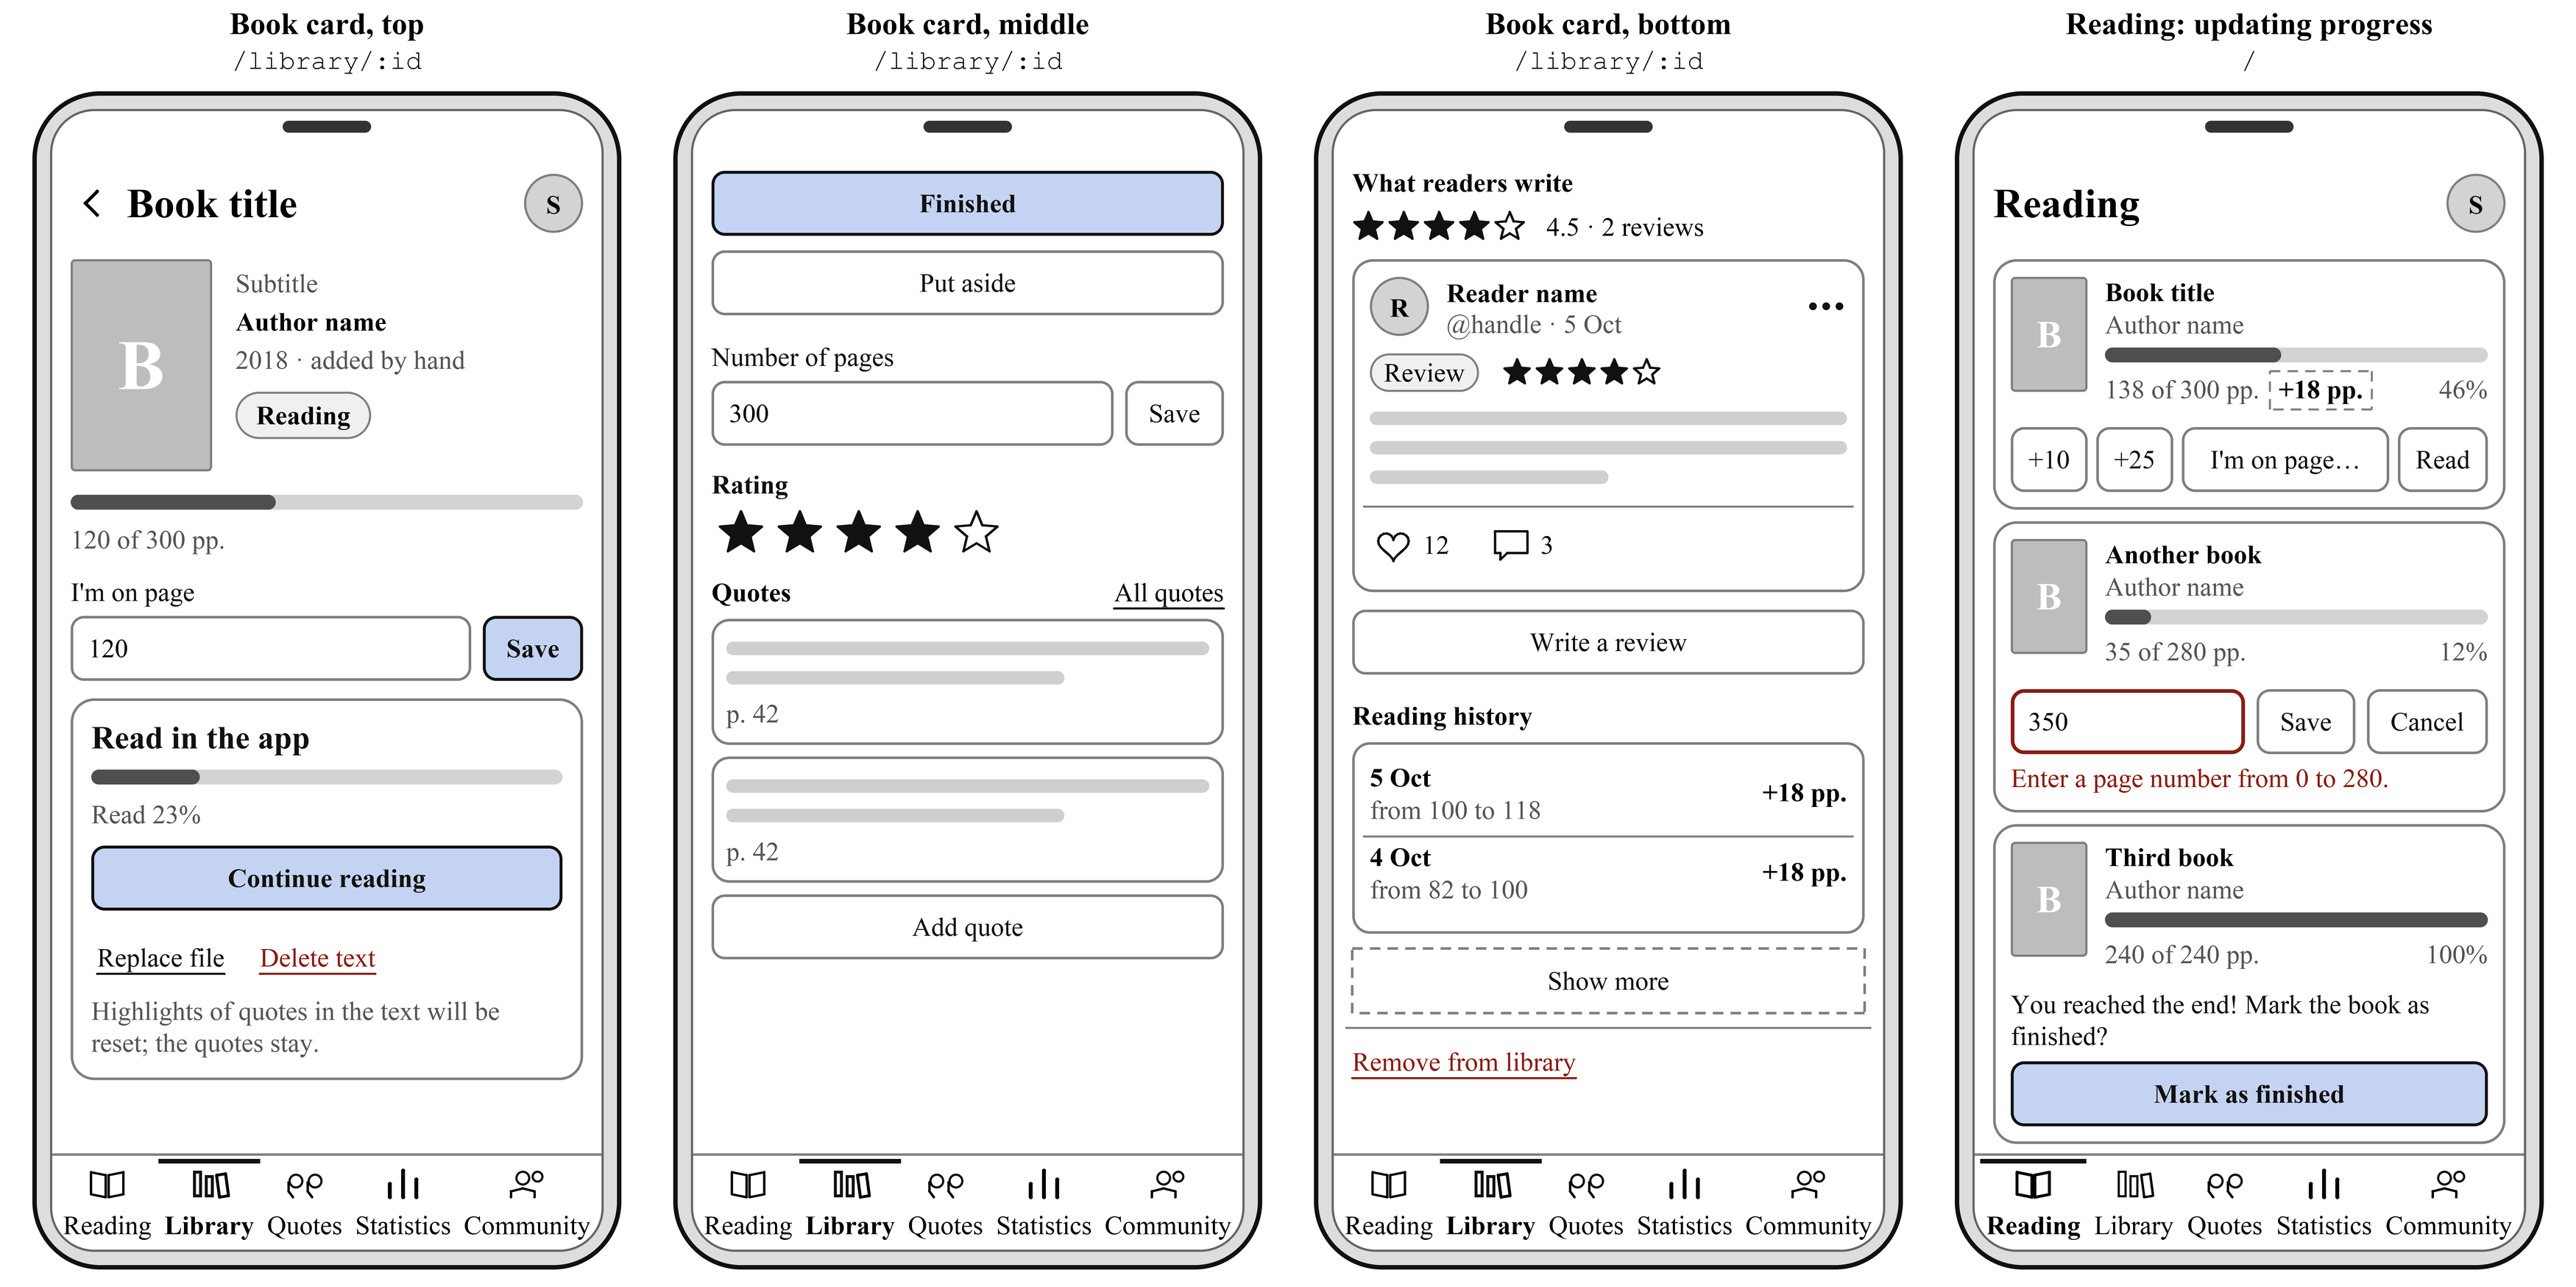 Book card, top
/library/:id
Book title
S
B
Subtitle
Author name
2018 · added by hand
Reading
120 of 300 pp.
I'm on page
120
Save
Read in the app
Read 23%
Continue reading
Replace file
Delete text
Highlights of quotes in the text will be
reset; the quotes stay.
Reading
Library
Quotes
Statistics
Community
Book card, middle
/library/:id
Finished
Put aside
Number of pages
300
Save
Rating
Quotes
All quotes
p. 42
p. 42
Add quote
Reading
Library
Quotes
Statistics
Community
Book card, bottom
/library/:id
What readers write
4.5 · 2 reviews
R
Reader name
@handle · 5 Oct
Review
12
3
Write a review
Reading history
5 Oct
from 100 to 118
+18 pp.
4 Oct
from 82 to 100
+18 pp.
Show more
Remove from library
Reading
Library
Quotes
Statistics
Community
Reading: updating progress
/
Reading
S
B
Book title
Author name
138 of 300 pp.
+18 pp.
46%
+10
+25
I'm on page…
Read
B
Another book
Author name
35 of 280 pp.
12%
350
Save
Cancel
Enter a page number from 0 to 280.
B
Third book
Author name
240 of 240 pp.
100%
You reached the end! Mark the book as
finished?
Mark as finished
Reading
Library
Quotes
Statistics
Community